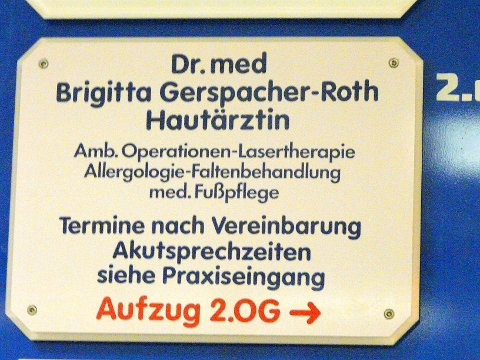 Dr. med
Brigitta Gerspacher-Roth
Hautärztin
Amb. Operationen-Lasertherapie
Allergologie-Faltenbehandlung
med. Fußpflege
Termine nach Vereinbarung
Akutsprechzeiten
siehe Praxiseingang
Aufzug 2.OG →